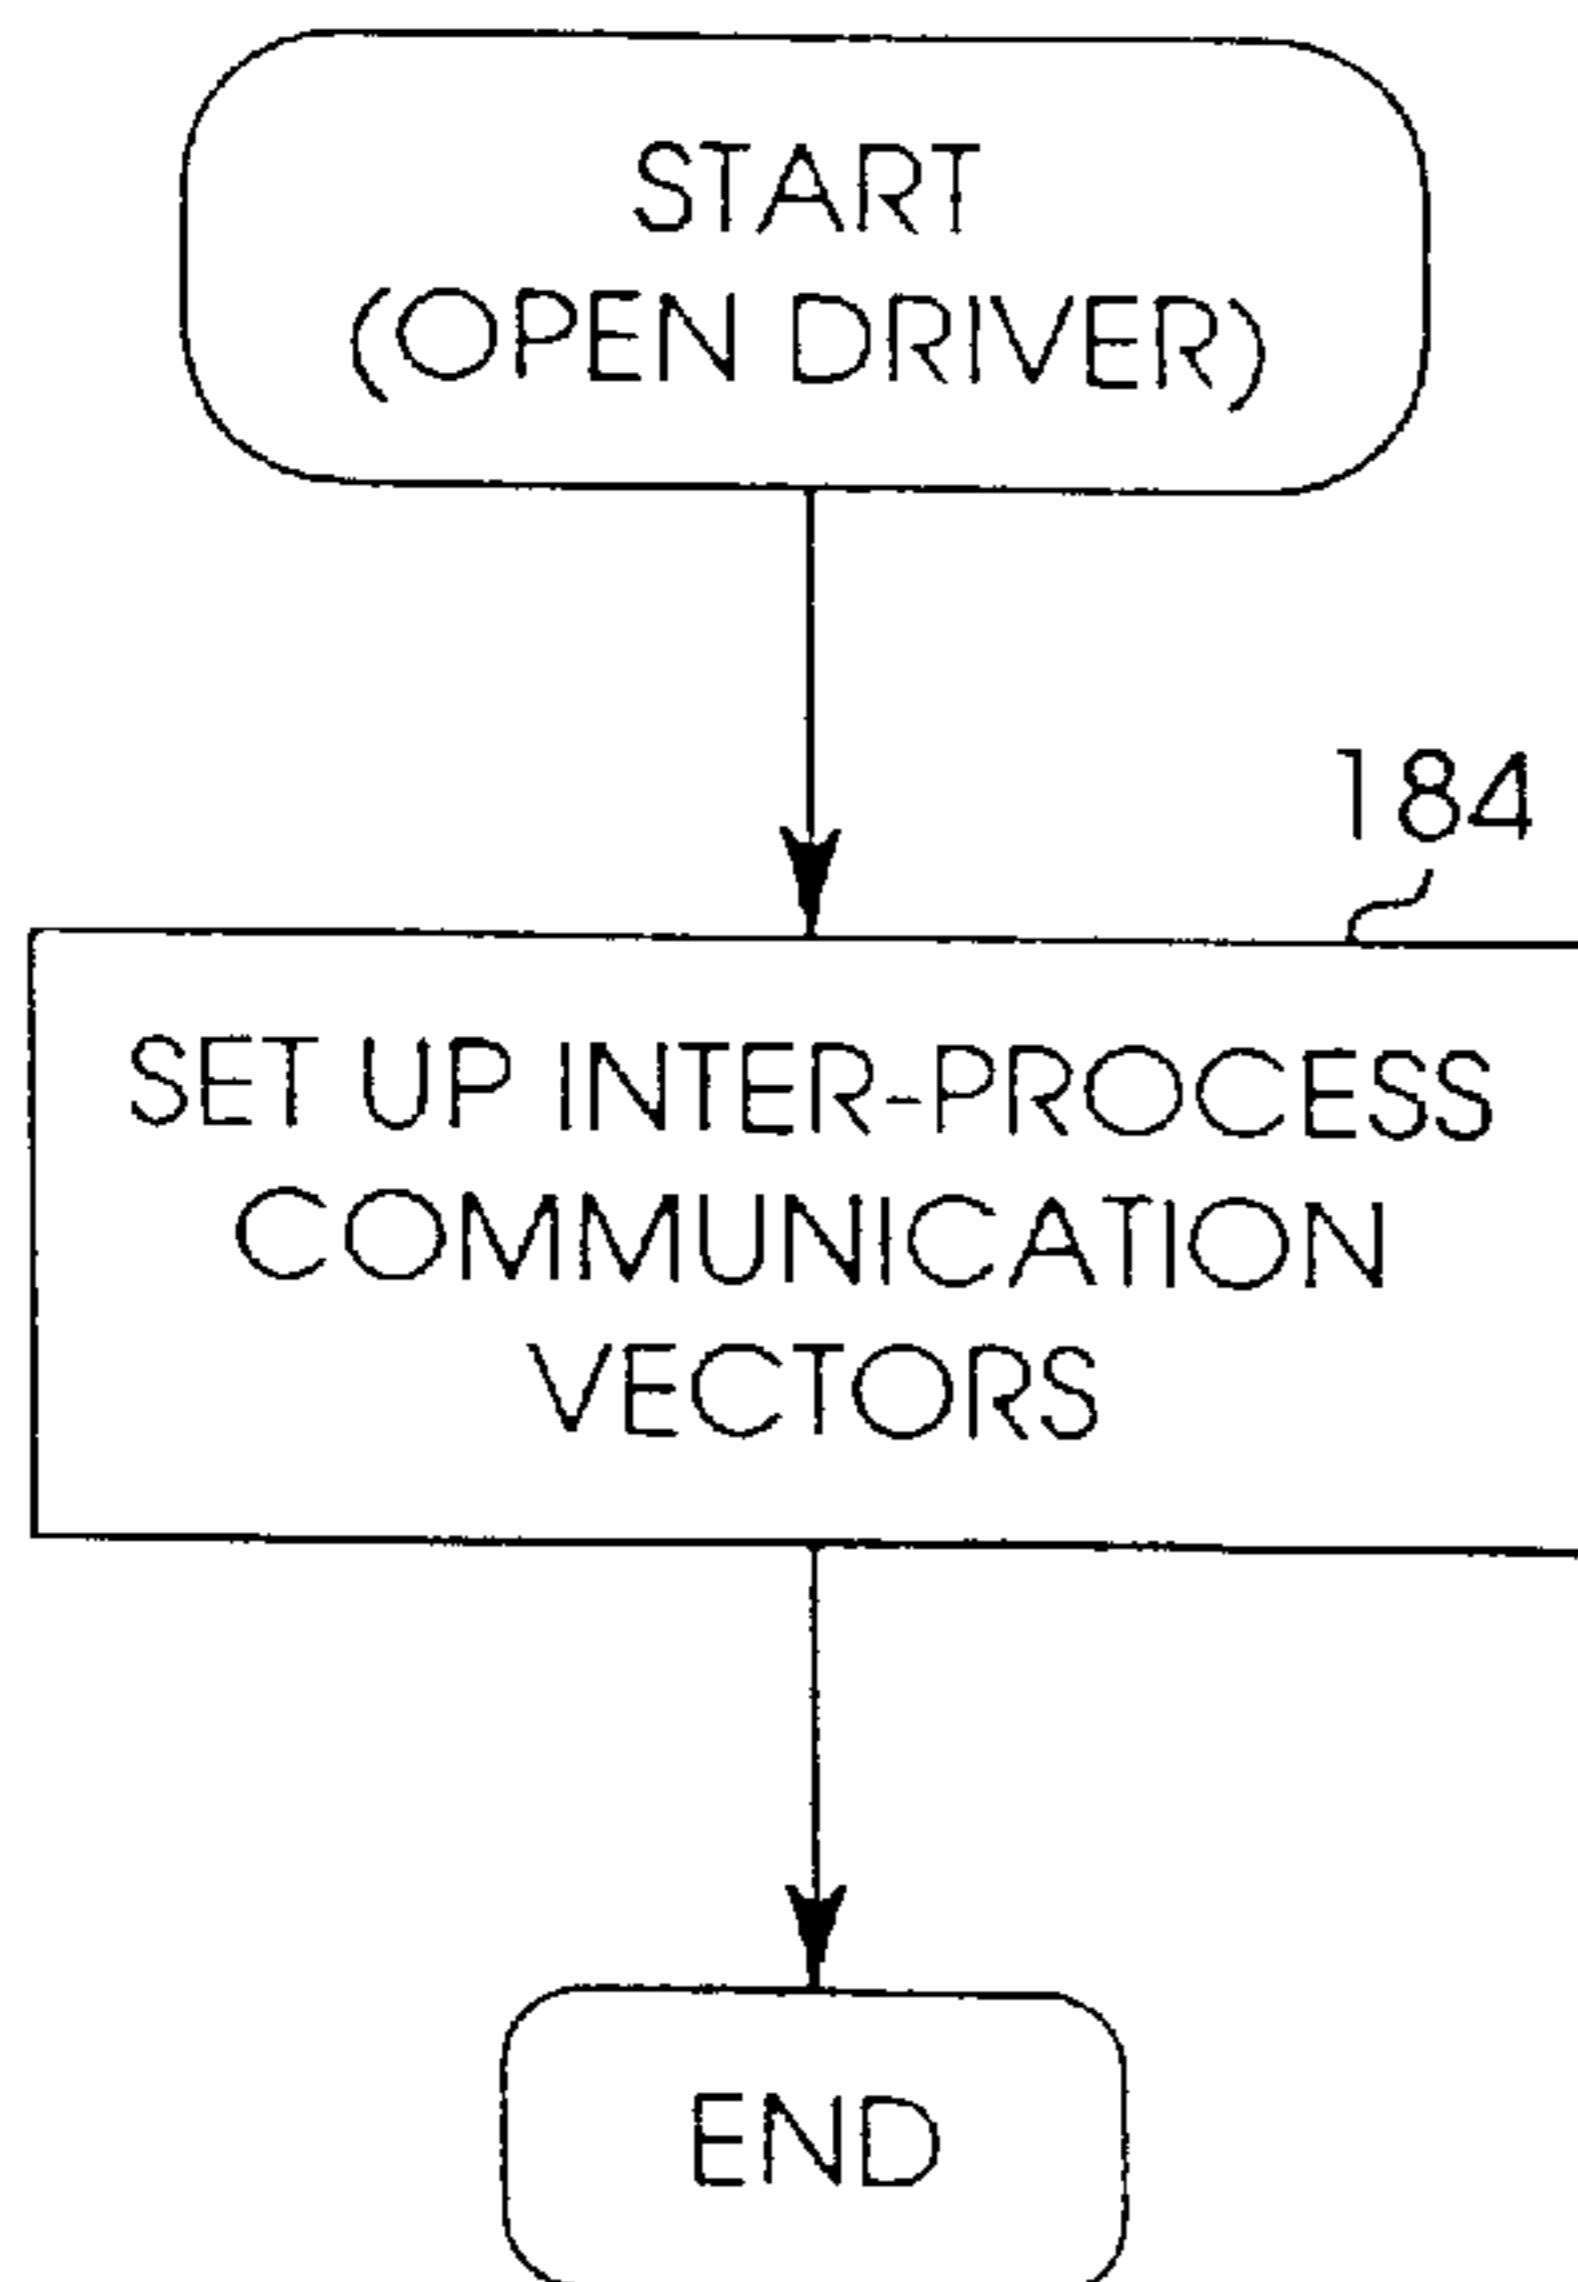 START
(OPEN DRIVER)
184
SET UP INTER-PROCESS
COMMUNICATION
VECTORS
END